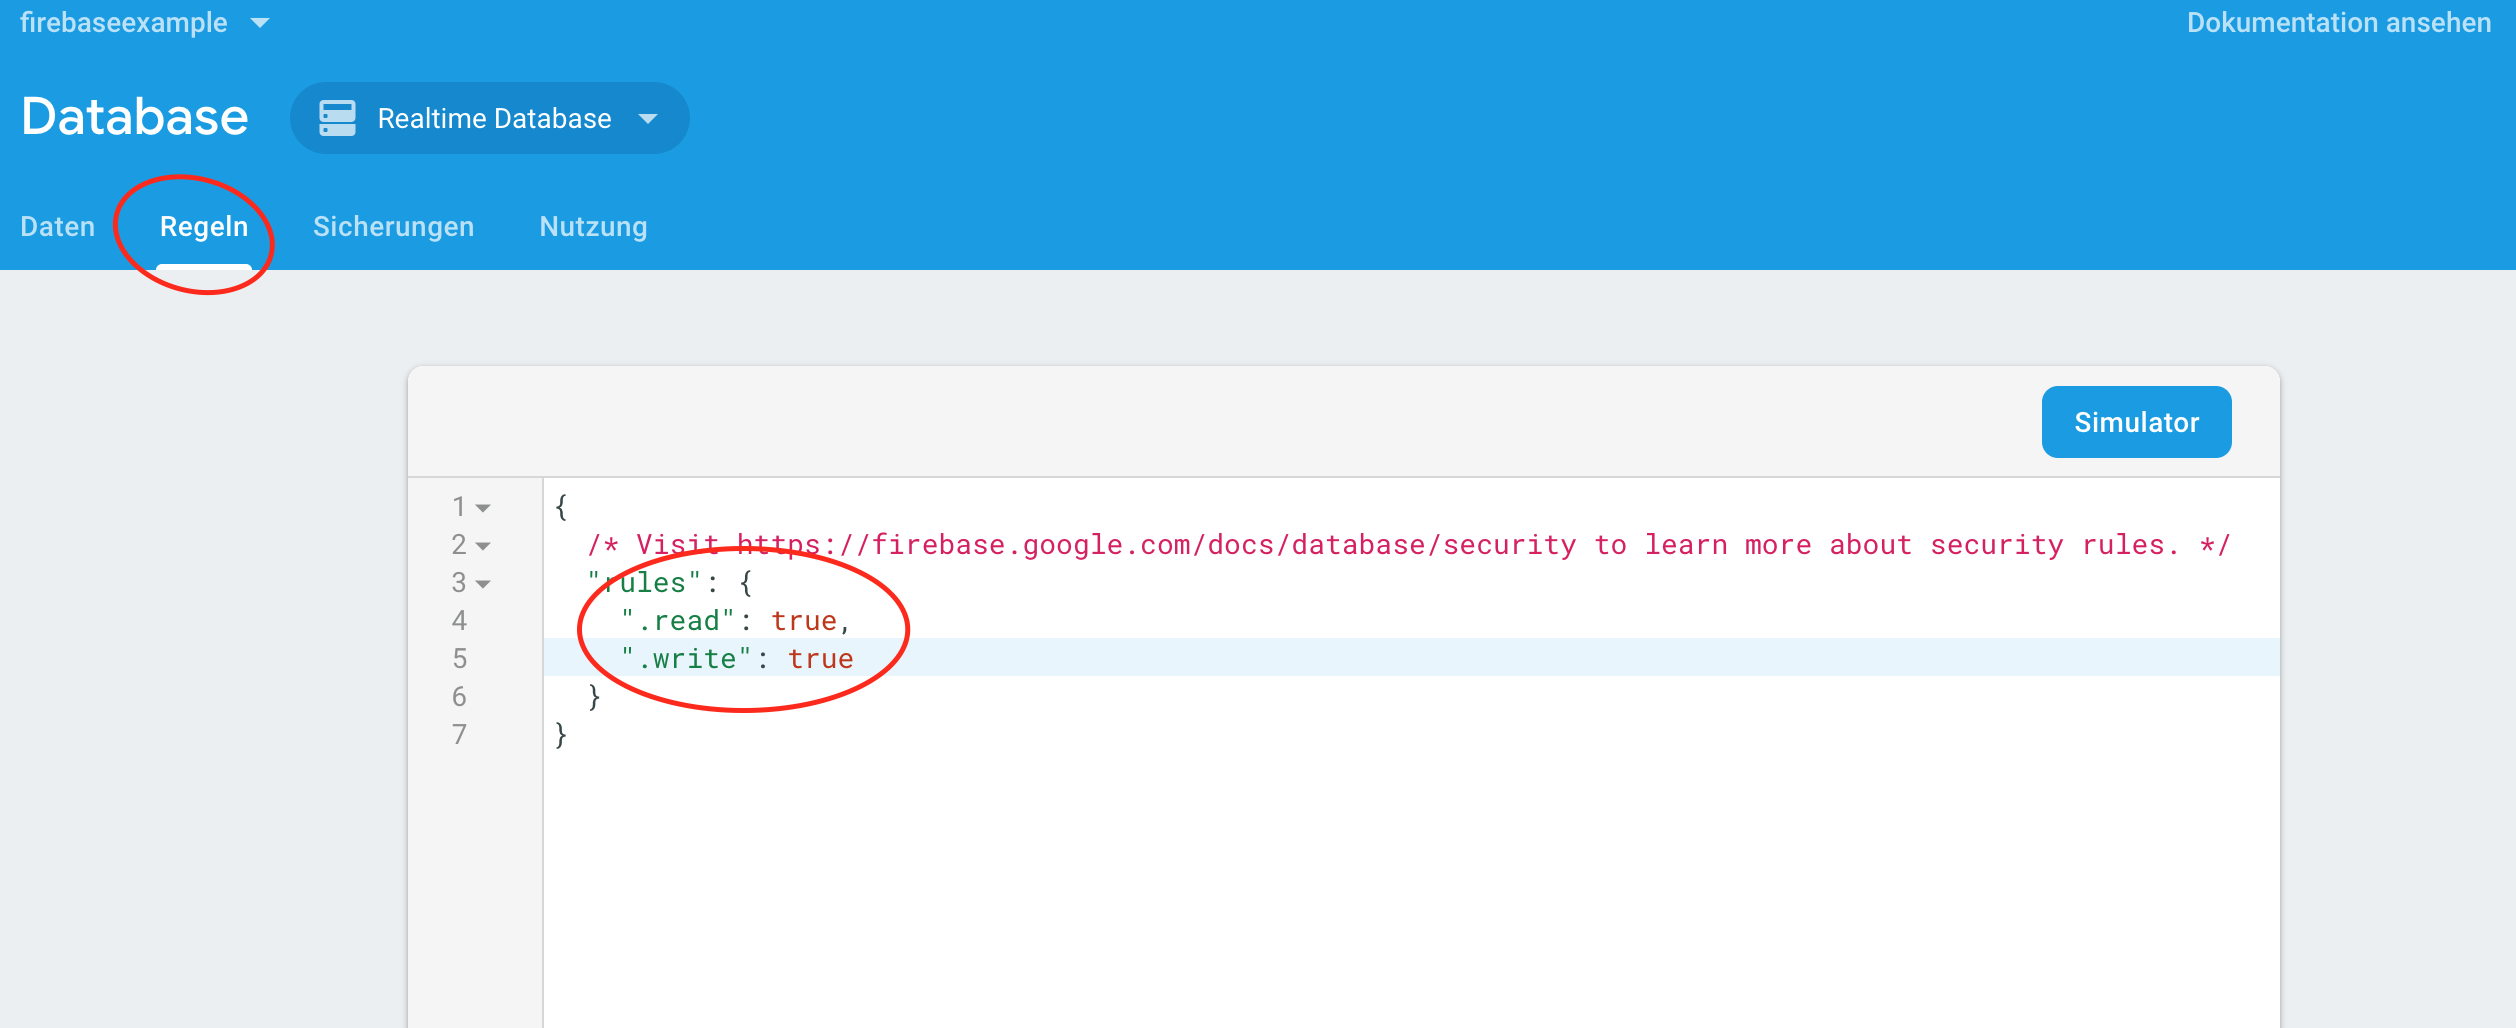 firebaseexample
Dokumentation ansehen
Database
Realtime Database
Daten
Regeln
Sicherungen
Nutzung
Simulator
1 {
2 /* Visit https://firebase.google.com/docs/database/security to learn more about security rules. */
3 "rules": {
4 ".read": true,
5 ".write": true
6 }
7 }